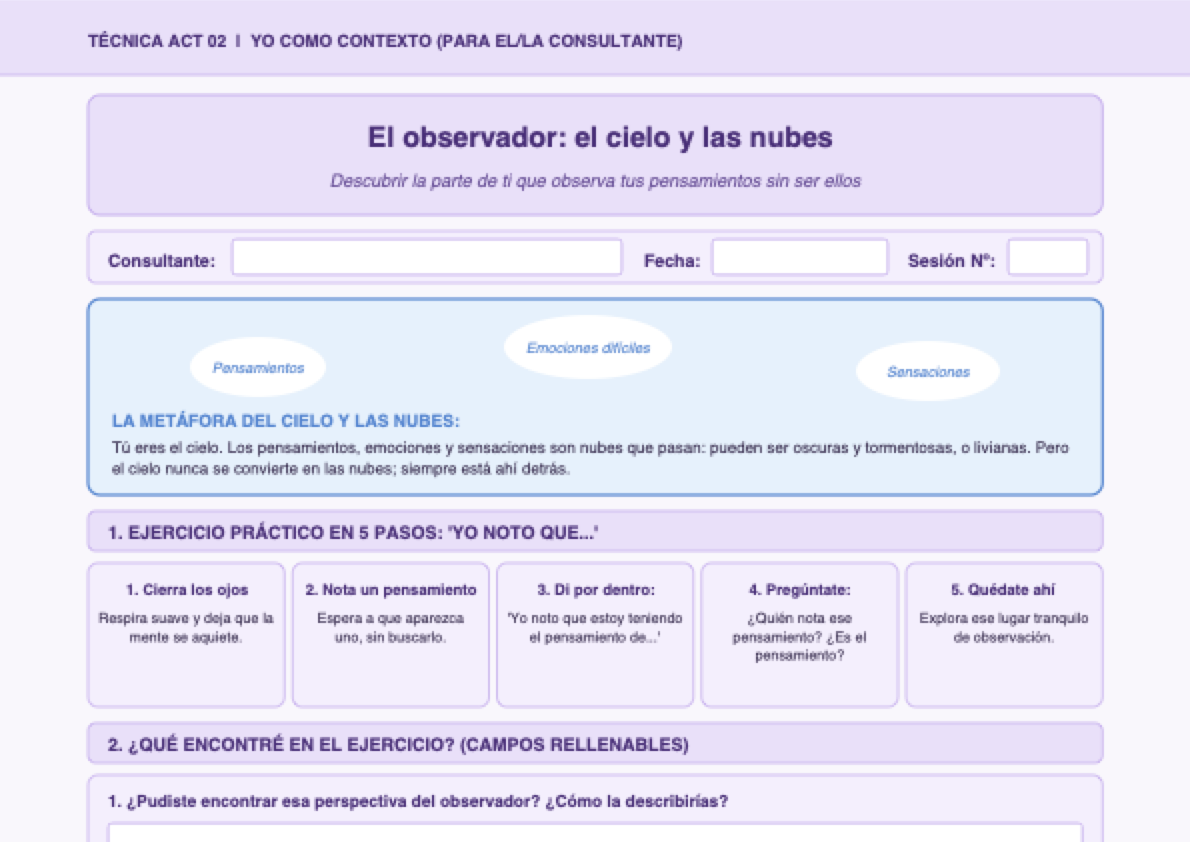 TÉCNICA ACT 02 | YO COMO CONTEXTO (PARA EL/LA CONSULTANTE)
El observador: el cielo y las nubes
Descubrir la parte de ti que observa tus pensamientos sin ser ellos
Consultante: Fecha: Sesión Nº:
Pensamientos
Emociones difíciles
Sensaciones
LA METÁFORA DEL CIELO Y LAS NUBES:
Tú eres el cielo. Los pensamientos, emociones y sensaciones son nubes que pasan: pueden ser oscuras y tormentosas, o livianas. Pero
el cielo nunca se convierte en las nubes; siempre está ahí detrás.
1. EJERCICIO PRÁCTICO EN 5 PASOS: 'YO NOTO QUE...'
1. Cierra los ojos
Respira suave y deja que la
mente se aquiete.
2. Nota un pensamiento
Espera a que aparezca
uno, sin buscarlo.
3. Di por dentro:
'Yo noto que estoy teniendo
el pensamiento de...'
4. Pregúntate:
¿Quién nota ese
pensamiento? ¿Es el
pensamiento?
5. Quédate ahí
Explora ese lugar tranquilo
de observación.
2. ¿QUÉ ENCONTRÉ EN EL EJERCICIO? (CAMPOS RELLENABLES)
1. ¿Pudiste encontrar esa perspectiva del observador? ¿Cómo la describirías?